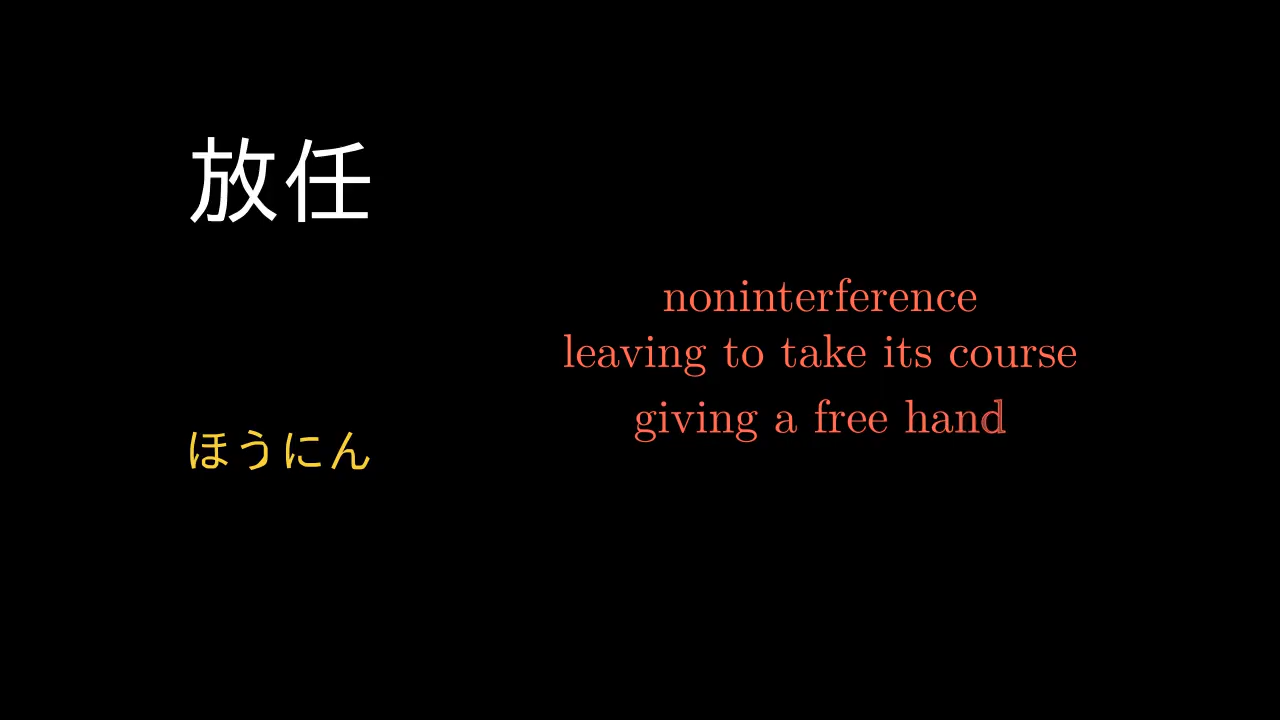 放任
ほうにん
noninterference
leaving to take its course
giving a free hand